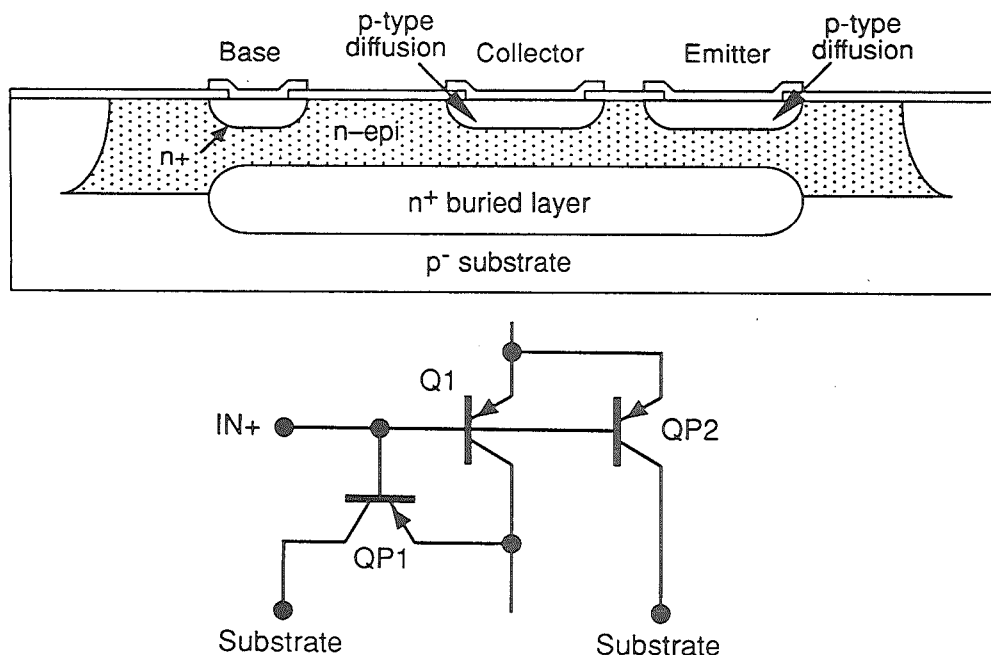 p-type
diffusion
Base
Collector
Emitter
p-type
diffusion
n+
n–epi
n+ buried layer
p- substrate
Q1
IN+
QP2
QP1
Substrate
Substrate